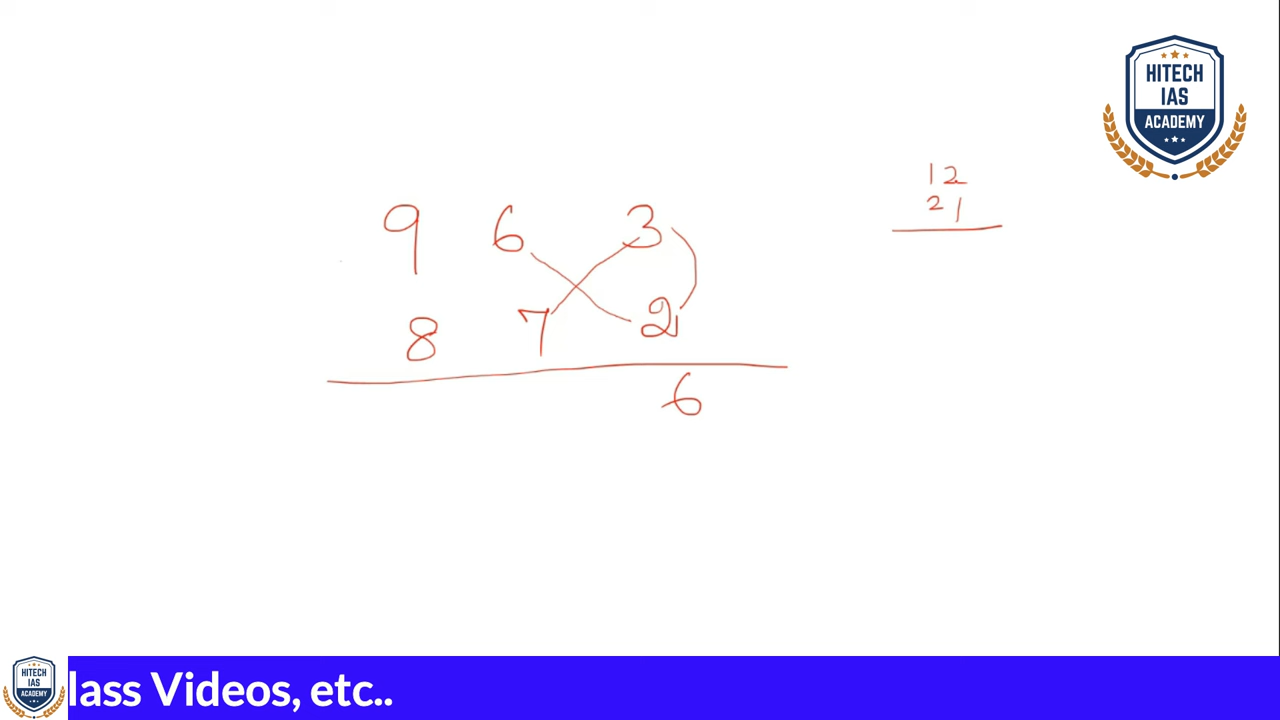 HITECH
IAS
ACADEMY
12
21
9 6 3
8 7 2
6
HITECH
IAS
ACADEMY
lass Videos, etc..